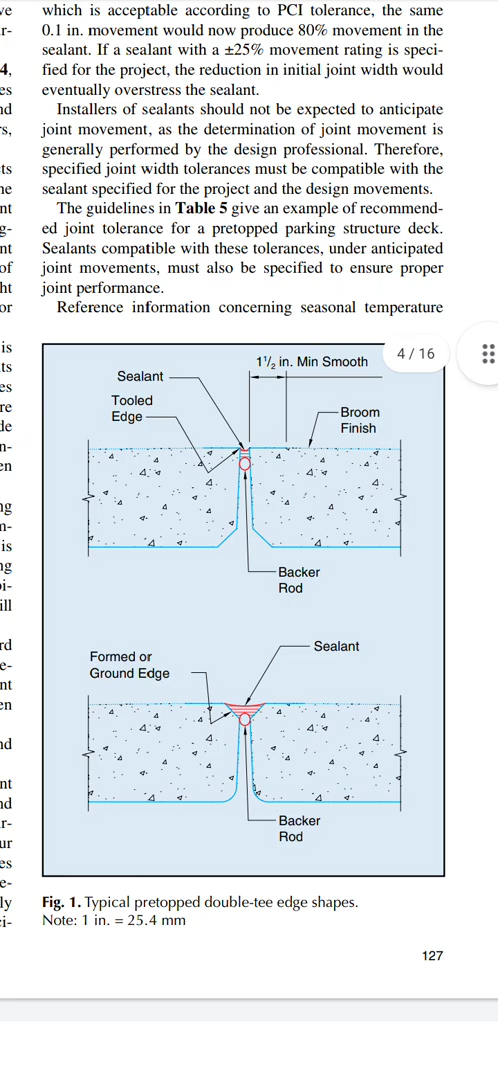 which is acceptable according to PCI tolerance, the same
0.1 in. movement would now produce 80% movement in the
sealant. If a sealant with a ±25% movement rating is speci-
fied for the project, the reduction in initial joint width would
eventually overstress the sealant.
Installers of sealants should not be expected to anticipate
joint movement, as the determination of joint movement is
generally performed by the design professional. Therefore,
specified joint width tolerances must be compatible with the
sealant specified for the project and the design movements.
The guidelines in Table 5 give an example of recommend-
ed joint tolerance for a pretopped parking structure deck.
Sealants compatible with these tolerances, under anticipated
joint movements, must also be specified to ensure proper
joint performance.
Reference information concerning seasonal temperature
4 / 16
1 1/2 in. Min Smooth
Sealant
Tooled
Edge
Broom
Finish
Backer
Rod
Sealant
Formed or
Ground Edge
Backer
Rod
Fig. 1. Typical pretopped double-tee edge shapes.
Note: 1 in. = 25.4 mm
127